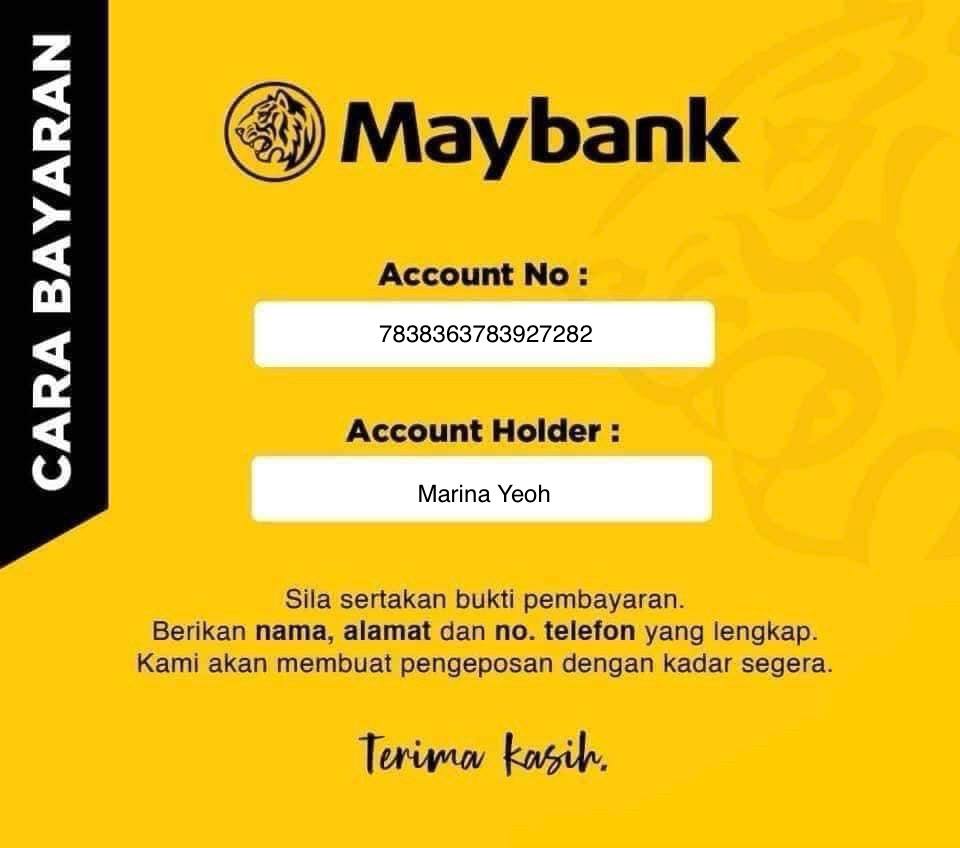 CARA BAYARAN
Maybank
Account No :
7838363783927282
Account Holder :
Marina Yeoh
Sila sertakan bukti pembayaran.
Berikan nama, alamat dan no. telefon yang lengkap.
Kami akan membuat pengeposan dengan kadar segera.
Terima kasih.